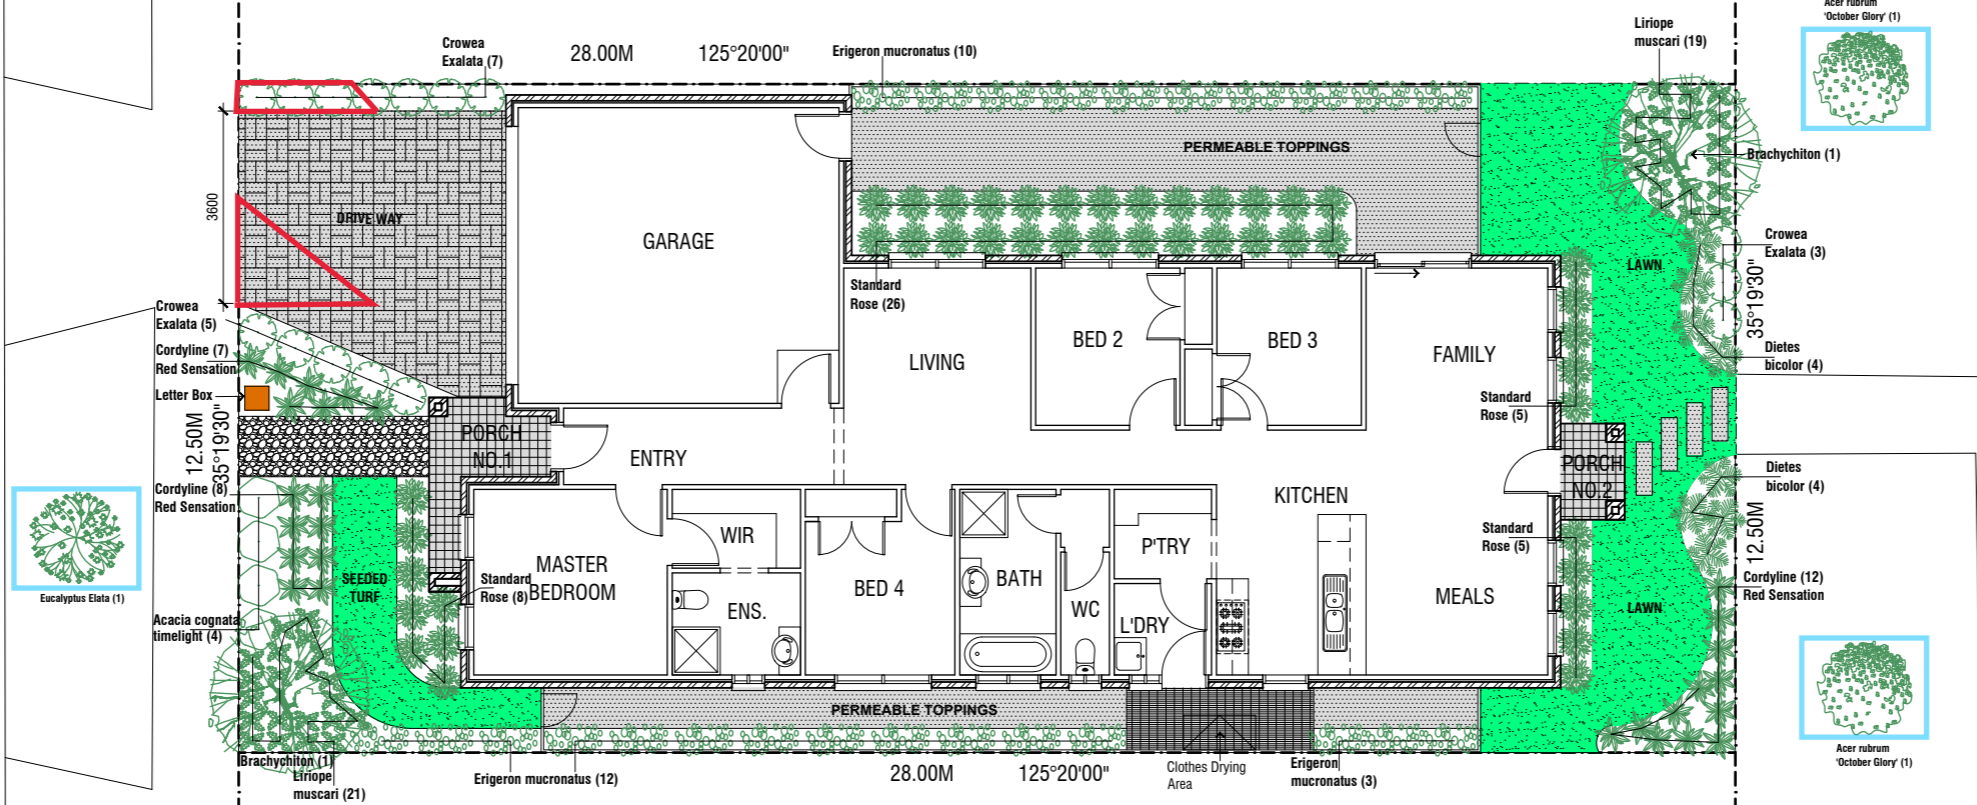 Acer rubrum
'October Glory' (1)
Crowea
Exalata (7)
28.00M
125°20'00"
Erigeron mucronatus (10)
Liriope
muscari (19)
PERMEABLE TOPPINGS
Brachychiton (1)
3600
DRIVE WAY
GARAGE
Crowea
Exalata (3)
LAWN
35°19'30"
Standard
Rose (26)
Crowea
Exalata (5)
Cordyline (7)
Red Sensation
Letter Box
LIVING
BED 2
BED 3
FAMILY
Dietes
bicolor (4)
Standard
Rose (5)
12.50M
35°19'30"
PORCH
NO.1
ENTRY
PORCH
NO.2
Dietes
bicolor (4)
Cordyline (8)
Red Sensation
KITCHEN
12.50M
Standard
Rose (5)
WIR
P'TRY
MASTER
BEDROOM
SEEDED
TURF
Standard
Rose (8)
BED 4
BATH
Cordyline (12)
Red Sensation
Eucalyptus Elata (1)
ENS.
WC
L'DRY
MEALS
LAWN
Acacia cognata
timelight (4)
PERMEABLE TOPPINGS
Brachychiton (1)
Liriope
muscari (21)
Erigeron mucronatus (12)
28.00M
125°20'00"
Clothes Drying
Area
Erigeron
mucronatus (3)
Acer rubrum
'October Glory' (1)